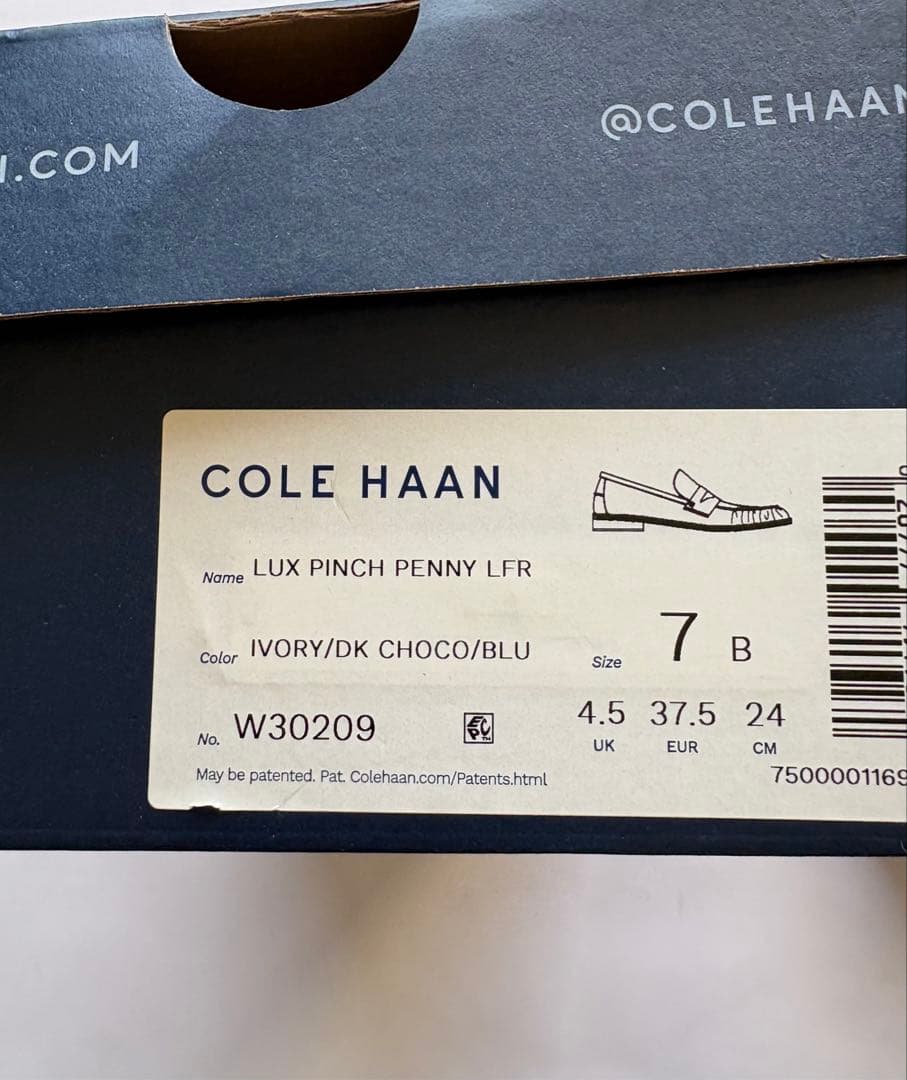 .COM
@COLEHAAN
COLE HAAN
Name LUX PINCH PENNY LFR
Color IVORY/DK CHOCO/BLU
Size 7 B
No. W30209
4.5 37.5 24
UK EUR CM
May be patented. Pat. Colehaan.com/Patents.html
7500001169